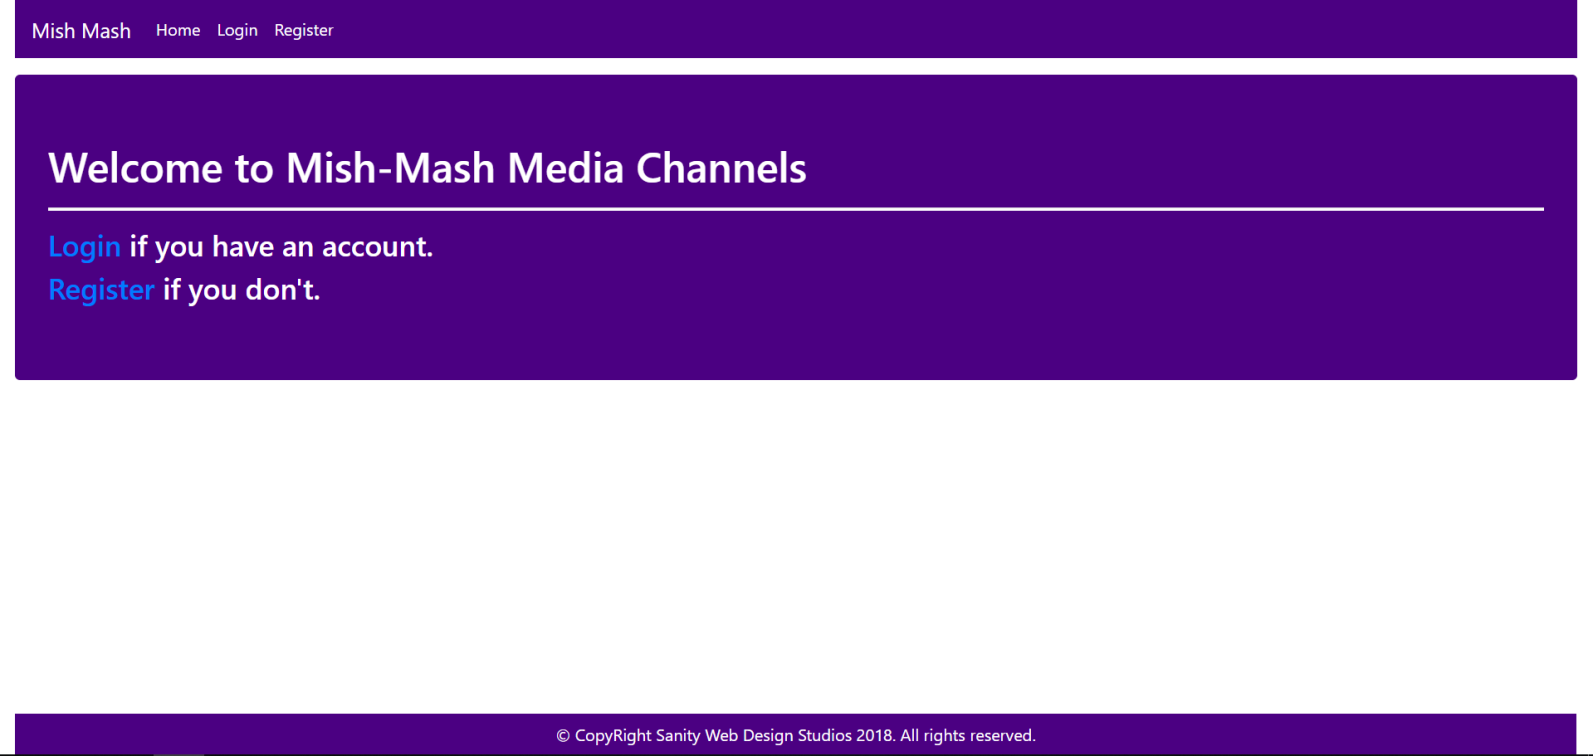 Mish Mash Home Login Register
Welcome to Mish-Mash Media Channels
Login if you have an account.
Register if you don't.
© CopyRight Sanity Web Design Studios 2018. All rights reserved.